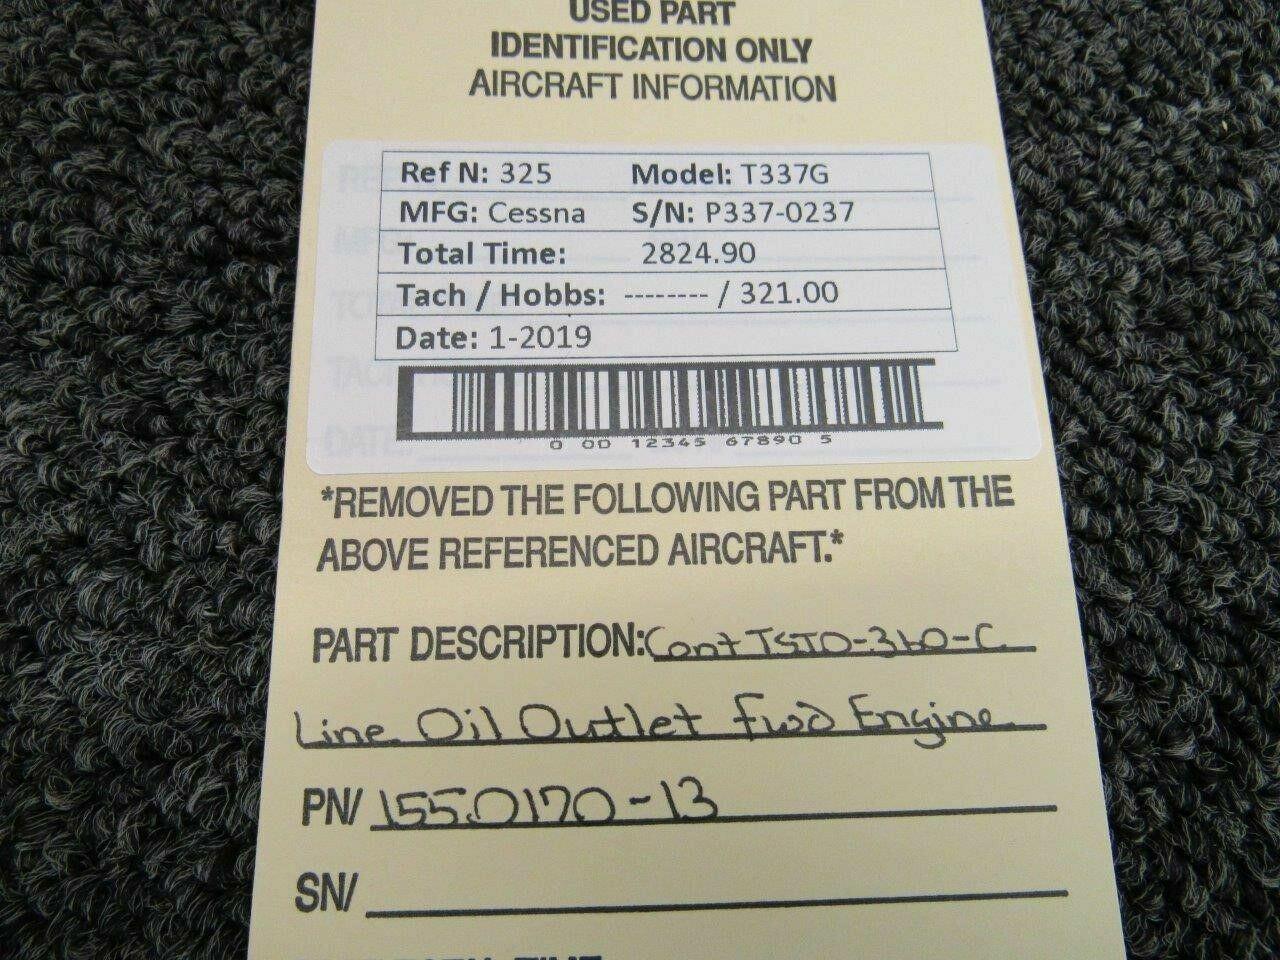 USED PART
IDENTIFICATION ONLY
AIRCRAFT INFORMATION
Ref N: 325 Model: T337G
MFG: Cessna S/N: P337-0237
Total Time: 2824.90
Tach / Hobbs: -------- / 321.00
Date: 1-2019
0 00 12345 67890 5
*REMOVED THE FOLLOWING PART FROM THE
ABOVE REFERENCED AIRCRAFT.*
PART DESCRIPTION: Cont TSIO-360-C
Line Oil Outlet Fwd Engine
PN/ 1550170-13
SN/